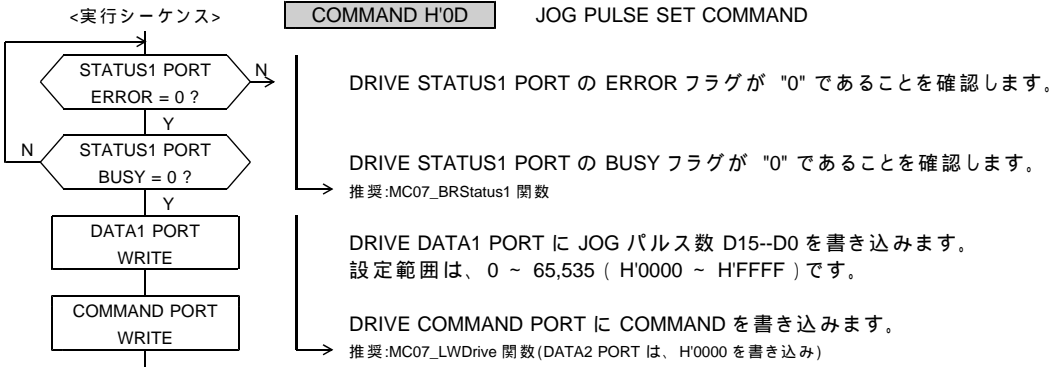 <実行シーケンス>
COMMAND H'0D
JOG PULSE SET COMMAND
STATUS1 PORT
ERROR = 0 ?
N
Y
DRIVE STATUS1 PORT の ERROR フラグが "0" であることを確認します。
STATUS1 PORT
BUSY = 0 ?
N
Y
DRIVE STATUS1 PORT の BUSY フラグが "0" であることを確認します。
推奨:MC07_BRStatus1 関数
DATA1 PORT
WRITE
DRIVE DATA1 PORT に JOG パルス数 D15--D0 を書き込みます。
設定範囲は、0 ~ 65,535 ( H'0000 ~ H'FFFF ) です。
COMMAND PORT
WRITE
DRIVE COMMAND PORT に COMMAND を書き込みます。
推奨:MC07_LWDrive 関数(DATA2 PORT は、H'0000 を書き込み)